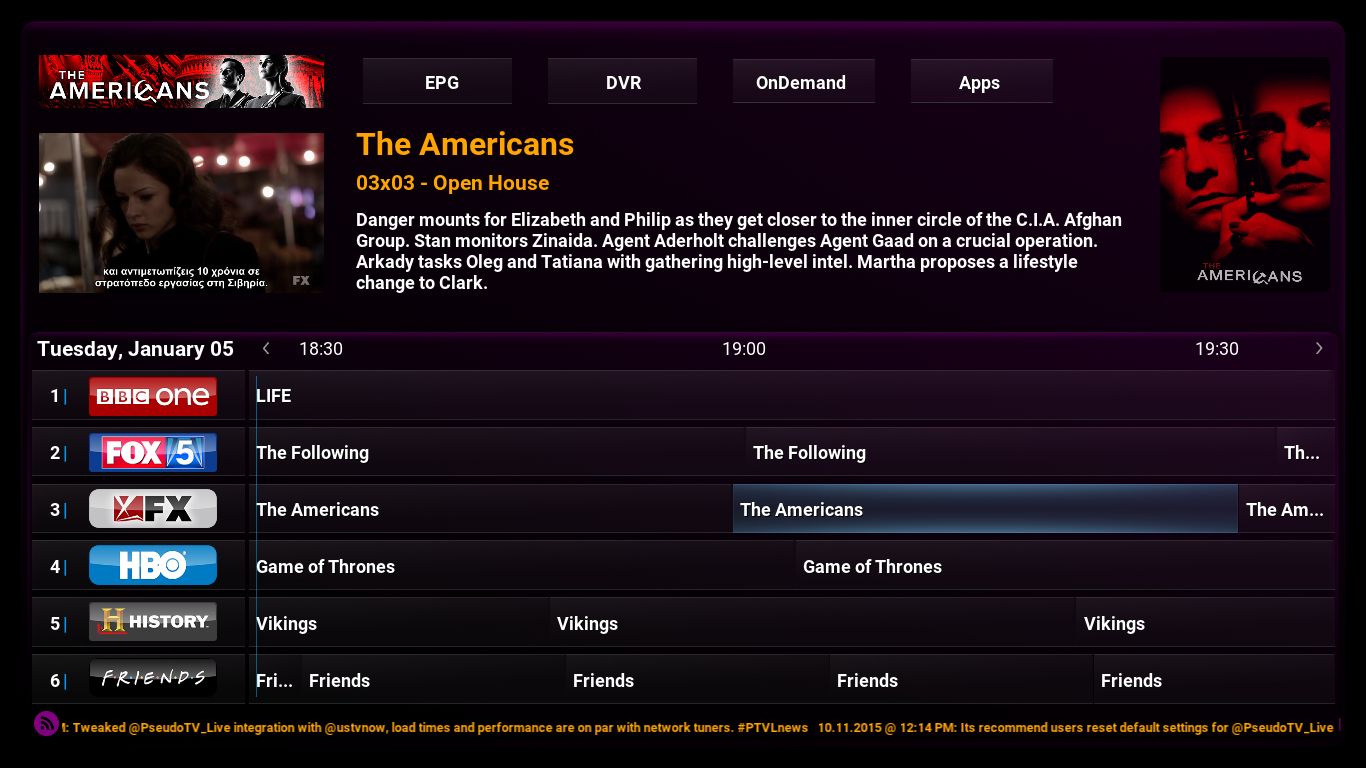 THE
AMERICANS
EPG
DVR
OnDemand
Apps
The Americans
03x03 - Open House
Danger mounts for Elizabeth and Philip as they get closer to the inner circle of the C.I.A. Afghan
Group. Stan monitors Zinaida. Agent Aderholt challenges Agent Gaad on a crucial operation.
Arkady tasks Oleg and Tatiana with gathering high-level intel. Martha proposes a lifestyle
change to Clark.
και αντιμετωπίζεις 10 χρόνια σε
στρατόπεδο εργασίας στη Σιβηρία.
FX
THE
AMERICANS
Tuesday, January 05
18:30
19:00
19:30
1 | BBC one
LIFE
2 | FOX 5
The Following
The Following
Th...
3 | FX
The Americans
The Americans
The Am...
4 | HBO
Game of Thrones
Game of Thrones
5 | H HISTORY
Vikings
Vikings
Vikings
6 | F·R·I·E·N·D·S
Fri...
Friends
Friends
Friends
Friends
M: Tweaked @PseudoTV_Live integration with @ustvnow, load times and performance are on par with network tuners. #PTVLnews 10.11.2015 @ 12:14 PM: Its recommend users reset default settings for @PseudoTV_Live